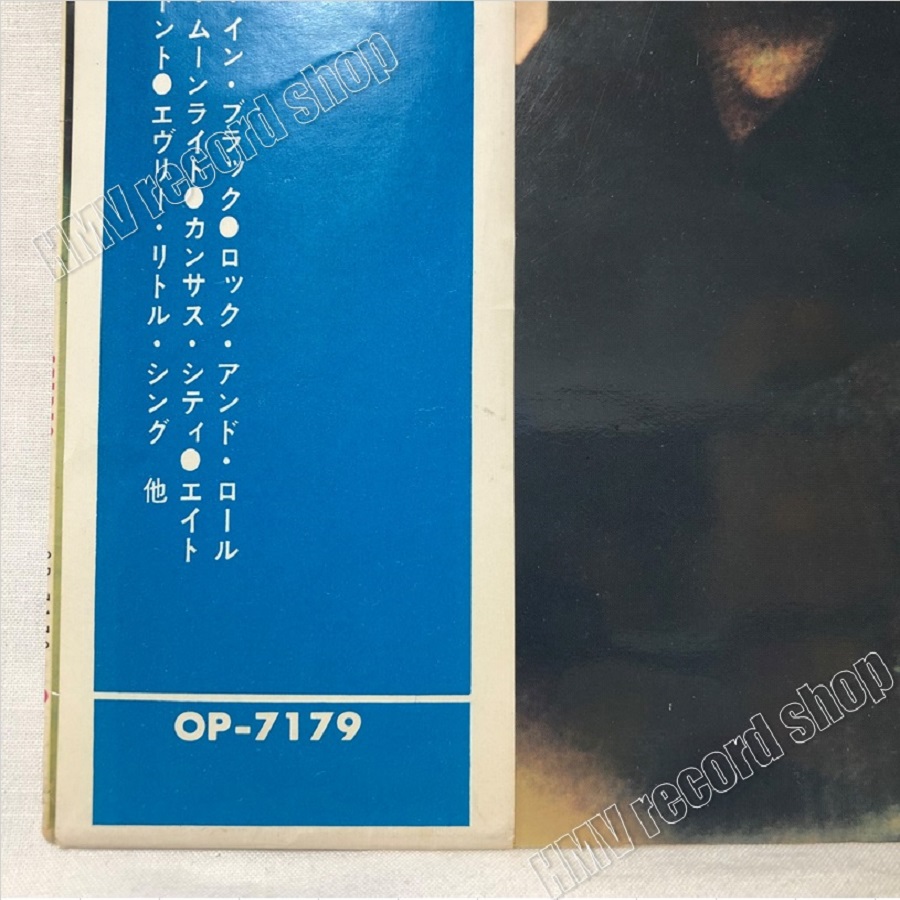 イン・ブラック●ロック・アンド・ロール
ムーンライト●カンサス・シティ●エイト
ント●エヴリー・リトル・シング 他
OP-7179
HMV record shop
HMV record shop